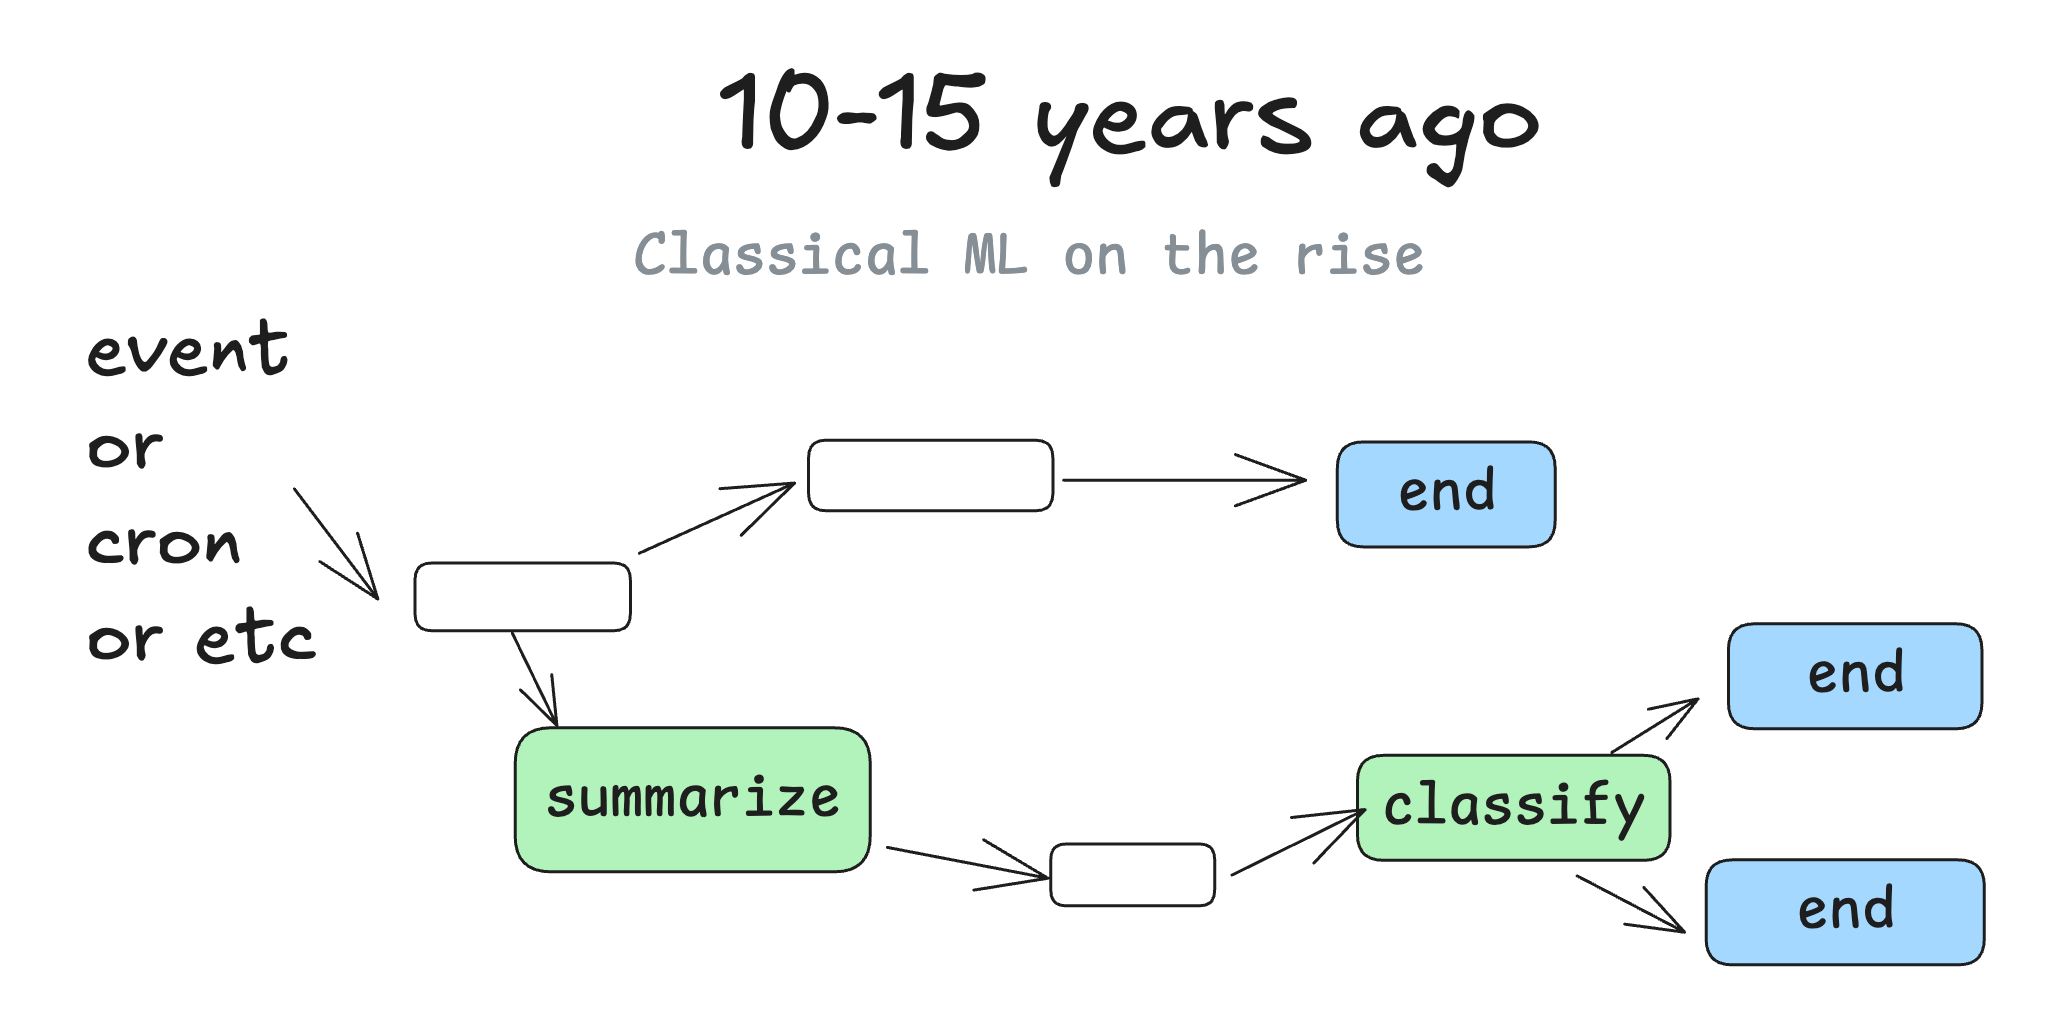 10-15 years ago
Classical ML on the rise
event
or
cron
or etc
end
end
summarize
classify
end